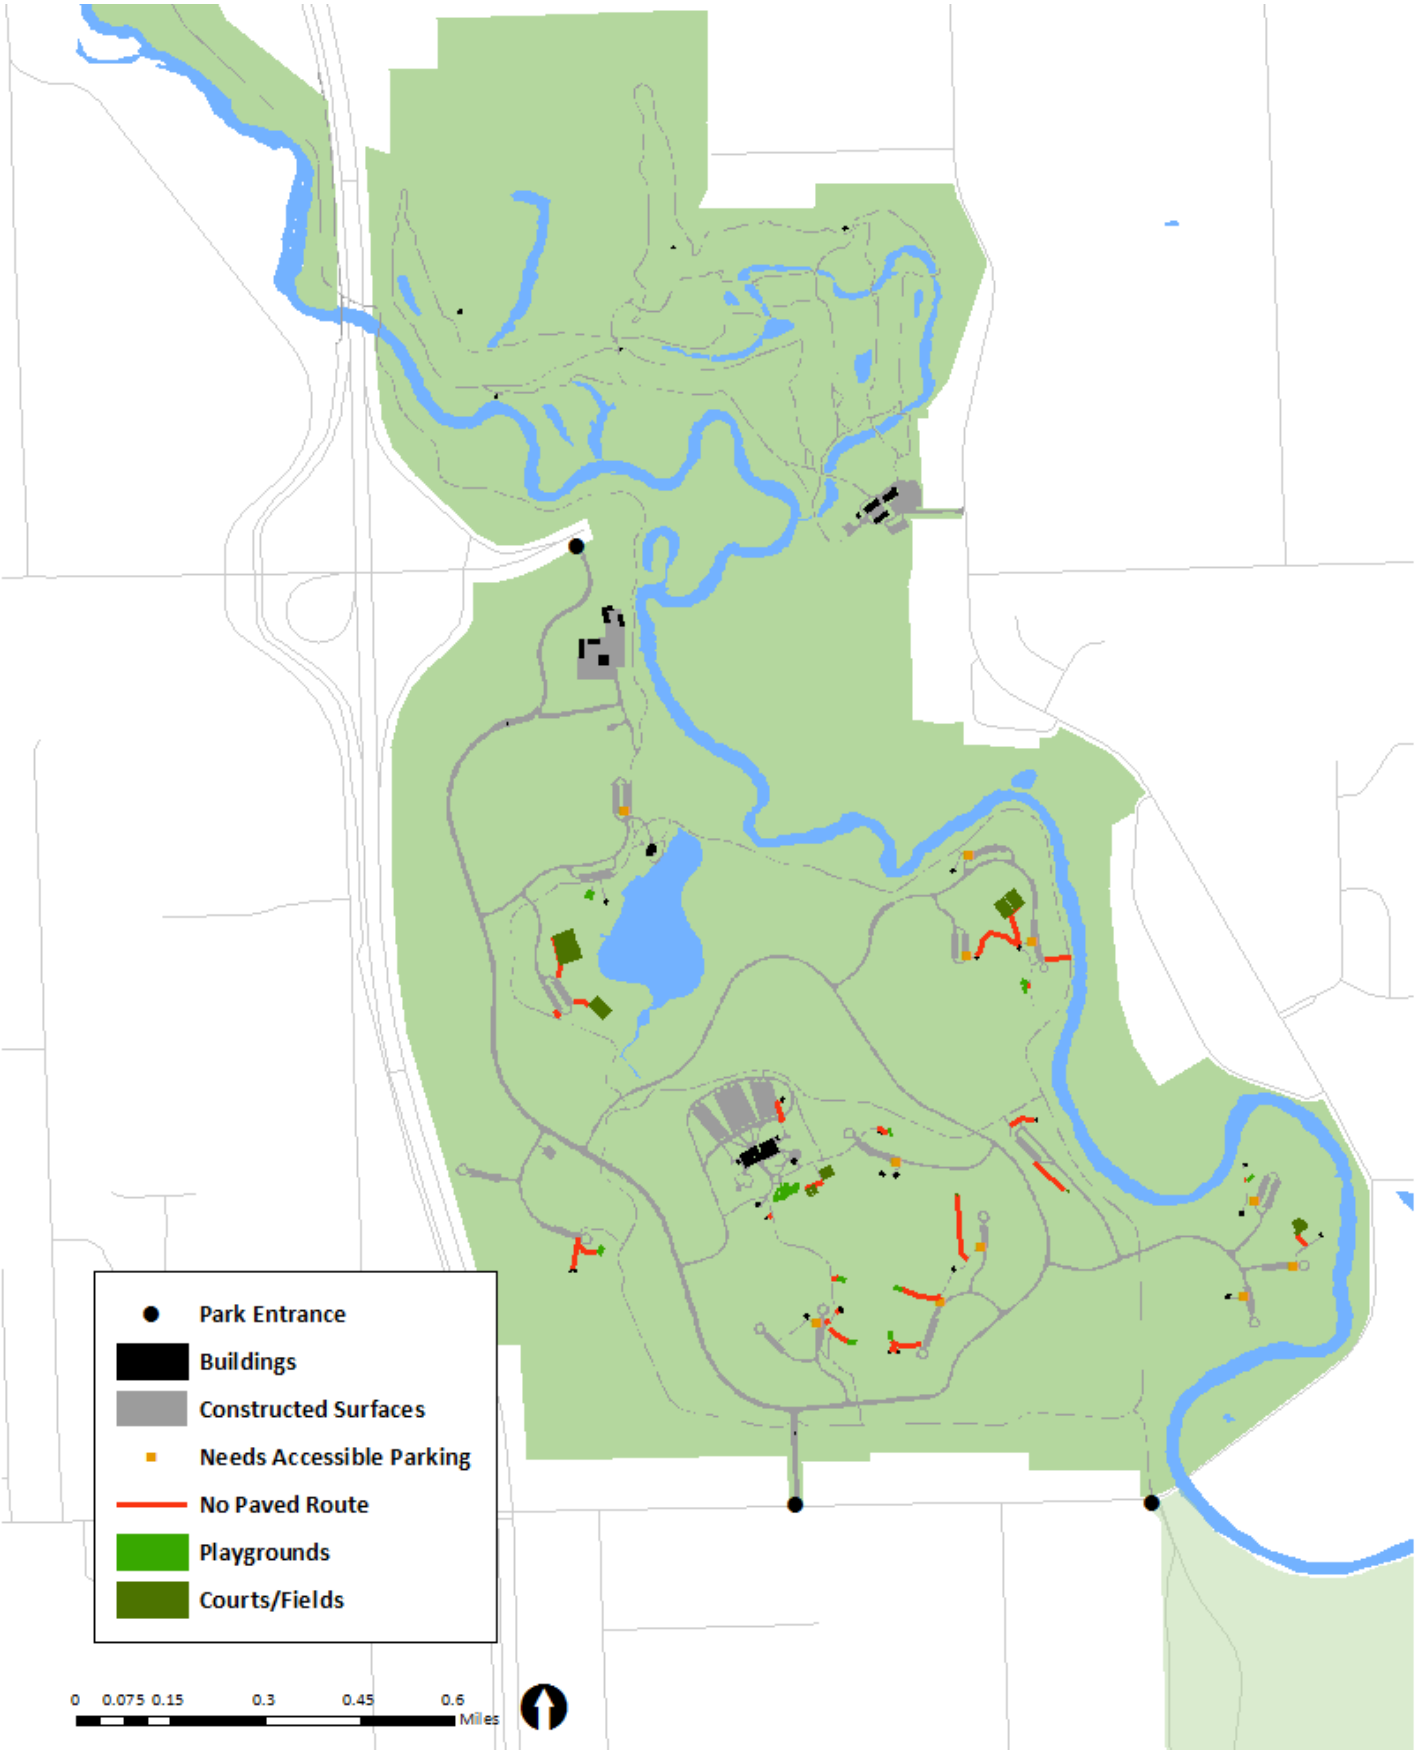 Park Entrance
Buildings
Constructed Surfaces
Needs Accessible Parking
No Paved Route
Playgrounds
Courts/Fields
0 0.075 0.15 0.3 0.45 0.6
Miles